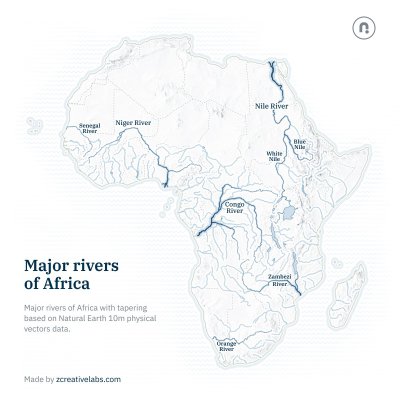 Senegal
River
Niger River
Nile River
Blue
Nile
White
Nile
Congo
River
Zambezi
River
Orange
River
Major rivers
of Africa
Major rivers of Africa with tapering
based on Natural Earth 10m physical
vectors data.
Made by zcreativelabs.com